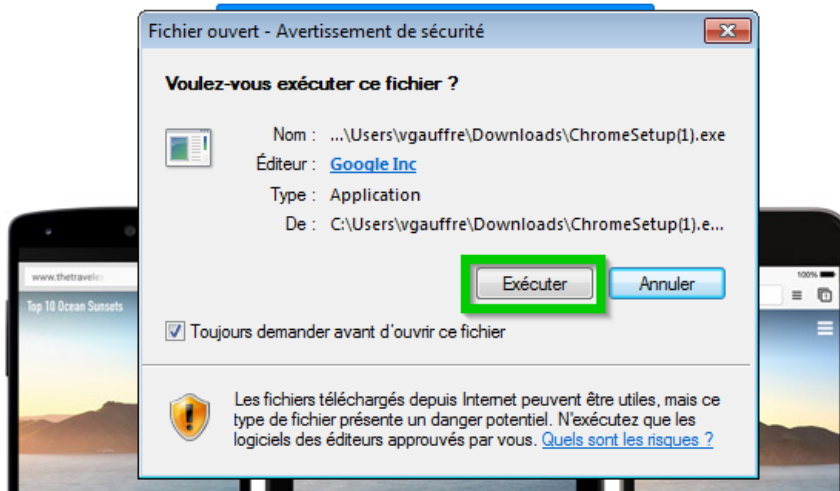 Fichier ouvert - Avertissement de sécurité
Voulez-vous exécuter ce fichier ?
Nom : ...\Users\vgauffre\Downloads\ChromeSetup(1).exe
Éditeur : Google Inc
Type : Application
De : C:\Users\vgauffre\Downloads\ChromeSetup(1).e...
www.thetravele
100%
Top 10 Ocean Sunsets
Exécuter Annuler
Toujours demander avant d'ouvrir ce fichier
Les fichiers téléchargés depuis Internet peuvent être utiles, mais ce
type de fichier présente un danger potentiel. N'exécutez que les
logiciels des éditeurs approuvés par vous. Quels sont les risques ?